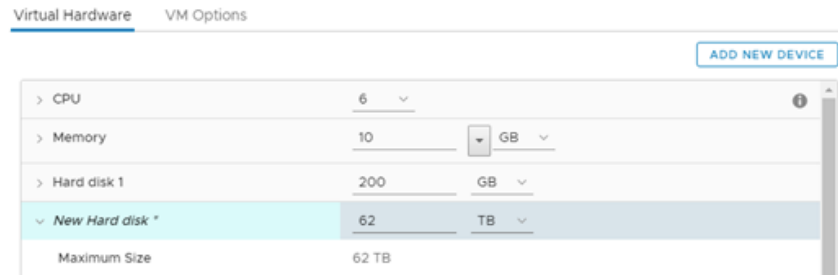 Virtual Hardware VM Options
ADD NEW DEVICE
CPU 6
Memory 10 GB
Hard disk 1 200 GB
New Hard disk * 62 TB
Maximum Size 62 TB